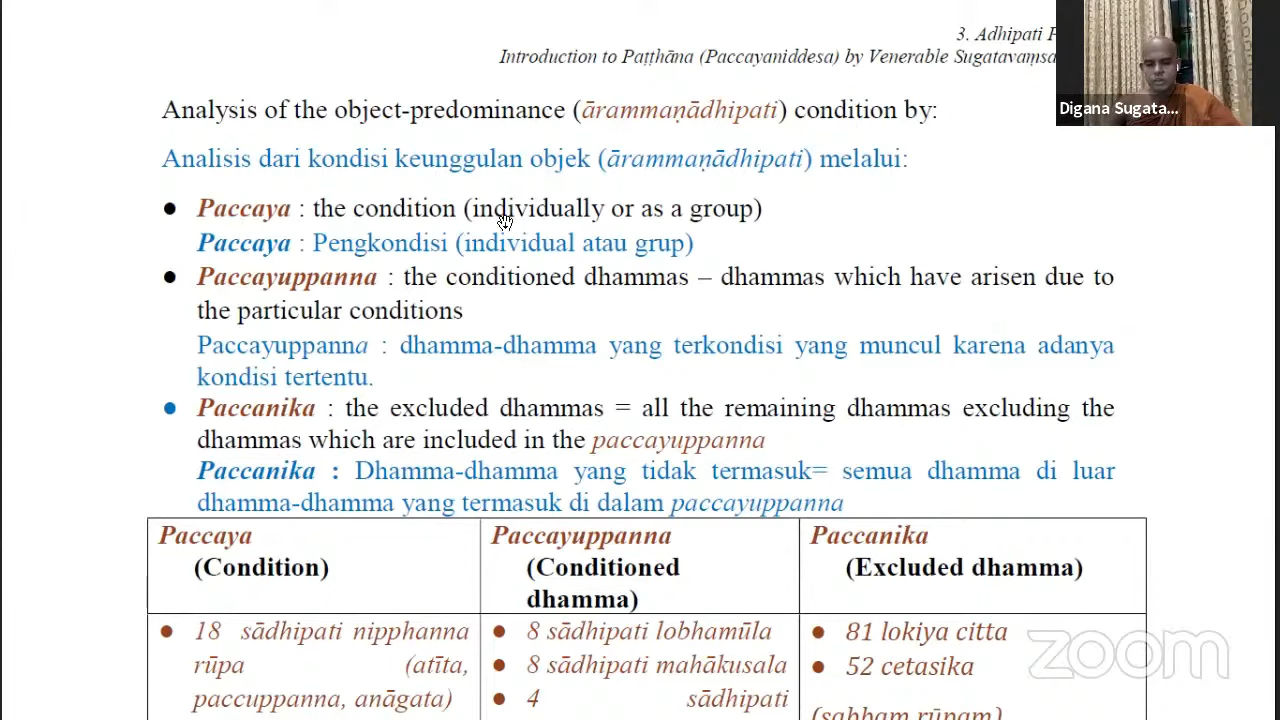 3. Adhipati P
Introduction to Paṭṭhāna (Paccayaniddesa) by Venerable Sugatavaṃsa
Digana Sugata...
Analysis of the object-predominance (ārammaṇādhipati) condition by:
Analisis dari kondisi keunggulan objek (ārammaṇādhipati) melalui:
● Paccaya : the condition (individually or as a group)
Paccaya : Pengkondisi (individual atau grup)
● Paccayuppanna : the conditioned dhammas – dhammas which have arisen due to
the particular conditions
Paccayuppanna : dhamma-dhamma yang terkondisi yang muncul karena adanya
kondisi tertentu.
● Paccanika : the excluded dhammas = all the remaining dhammas excluding the
dhammas which are included in the paccayuppanna
Paccanika : Dhamma-dhamma yang tidak termasuk= semua dhamma di luar
dhamma-dhamma yang termasuk di dalam paccayuppanna
Paccaya
(Condition)
Paccayuppanna
(Conditioned
dhamma)
Paccanika
(Excluded dhamma)
● 18 sādhipati nipphanna
rūpa (atīta,
paccuppanna, anāgata)
● 8 sādhipati lobhamūla
● 8 sādhipati mahākusala
● 4 sādhipati
● 81 lokiya citta
● 52 cetasika
(sabbaṃ rūpaṃ)
zoom